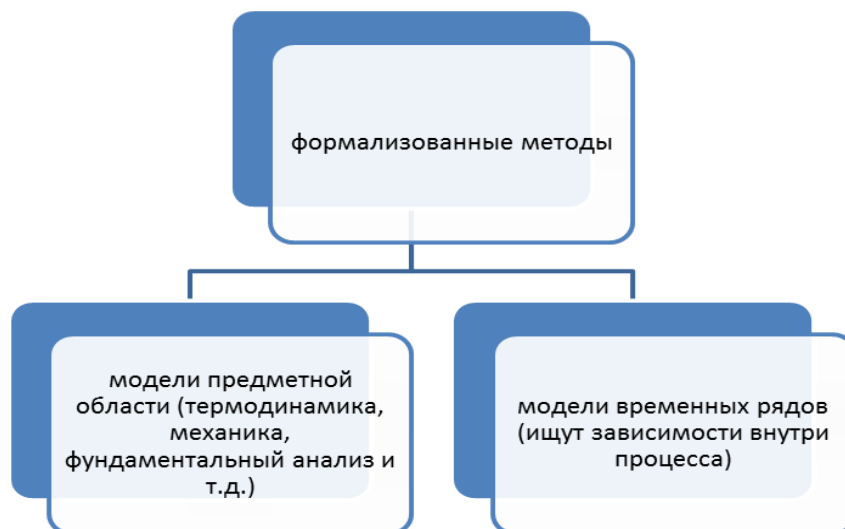 формализованные методы
модели предметной
области (термодинамика,
механика,
фундаментальный анализ и
т.д.)
модели временных рядов
(ищут зависимости внутри
процесса)